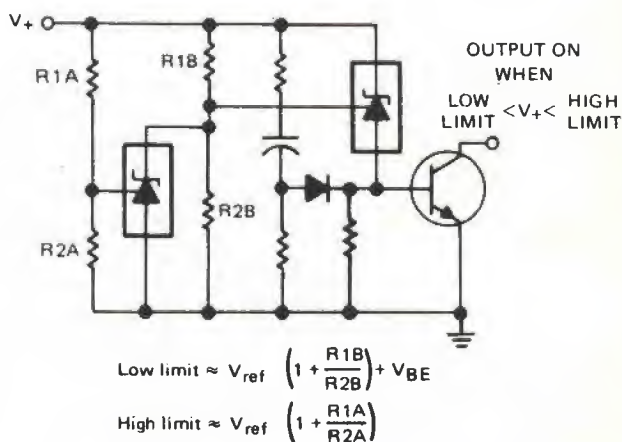 V+
R1A
R1B
R2A
R2B
OUTPUT ON
WHEN
LOW LIMIT < V+ < HIGH LIMIT
Low limit ≈ Vref (1 + R1B/R2B) + VBE
High limit ≈ Vref (1 + R1A/R2A)